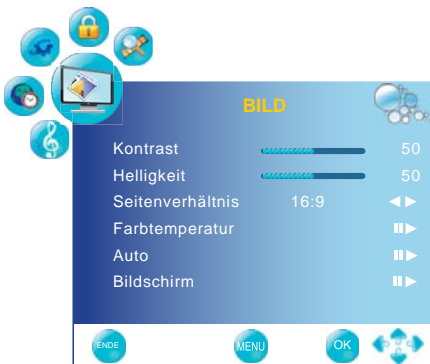 BILD
Kontrast 50
Helligkeit 50
Seitenverhältnis 16:9
Farbtemperatur
Auto
Bildschirm
ENDE MENU OK